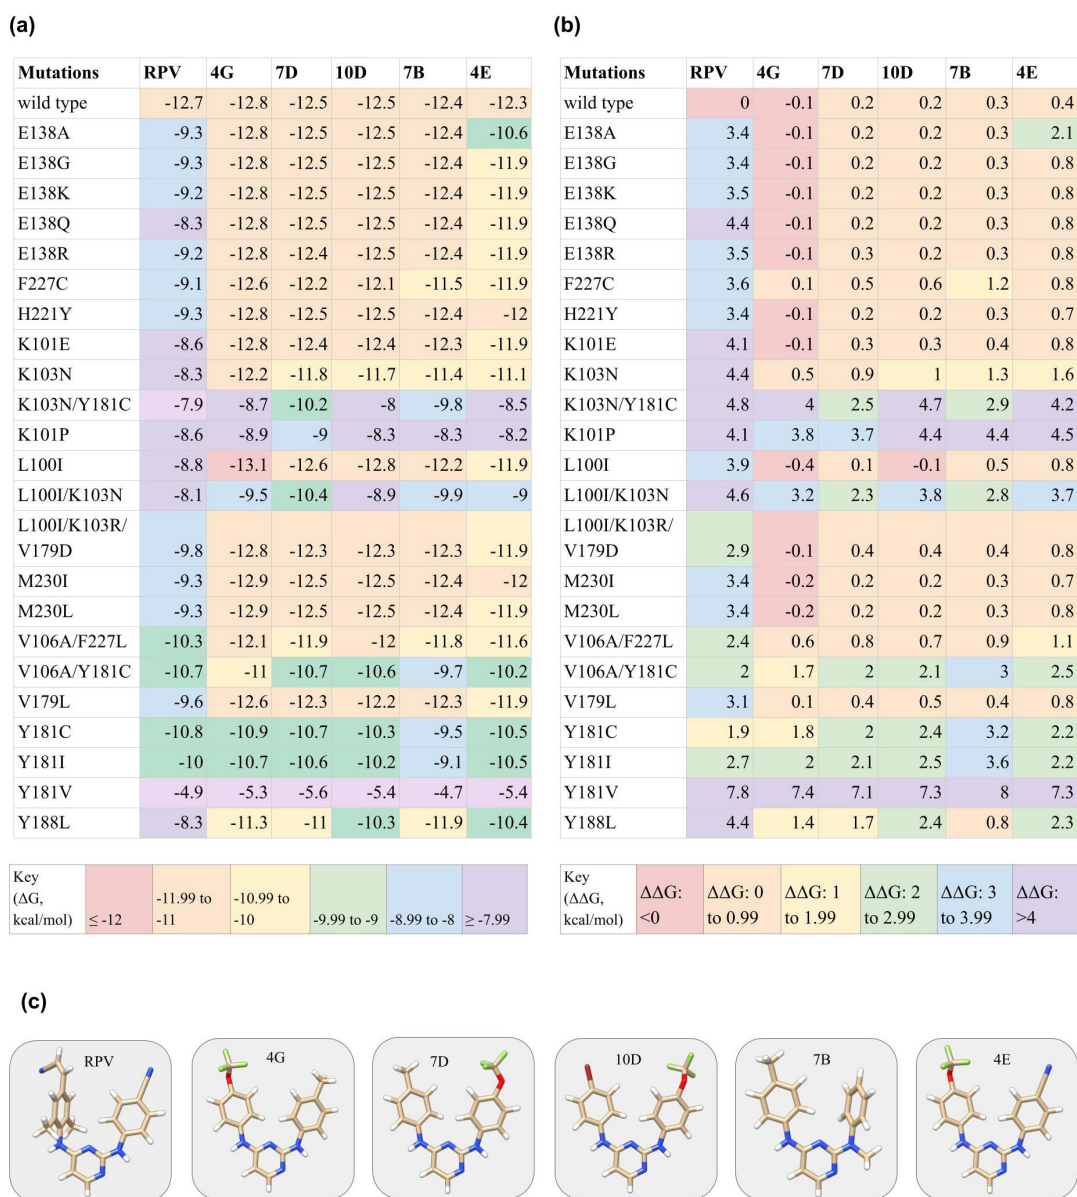 (a)
Mutations RPV 4G 7D 10D 7B 4E
wild type -12.7 -12.8 -12.5 -12.5 -12.4 -12.3
E138A -9.3 -12.8 -12.5 -12.5 -12.4 -10.6
E138G -9.3 -12.8 -12.5 -12.5 -12.4 -11.9
E138K -9.2 -12.8 -12.5 -12.5 -12.4 -11.9
E138Q -8.3 -12.8 -12.5 -12.5 -12.4 -11.9
E138R -9.2 -12.8 -12.4 -12.5 -12.4 -11.9
F227C -9.1 -12.6 -12.2 -12.1 -11.5 -11.9
H221Y -9.3 -12.8 -12.5 -12.5 -12.4 -12
K101E -8.6 -12.8 -12.4 -12.4 -12.3 -11.9
K103N -8.3 -12.2 -11.8 -11.7 -11.4 -11.1
K103N/Y181C -7.9 -8.7 -10.2 -8 -9.8 -8.5
K101P -8.6 -8.9 -9 -8.3 -8.3 -8.2
L100I -8.8 -13.1 -12.6 -12.8 -12.2 -11.9
L100I/K103N -8.1 -9.5 -10.4 -8.9 -9.9 -9
L100I/K103R/
V179D -9.8 -12.8 -12.3 -12.3 -12.3 -11.9
M230I -9.3 -12.9 -12.5 -12.5 -12.4 -12
M230L -9.3 -12.9 -12.5 -12.5 -12.4 -11.9
V106A/F227L -10.3 -12.1 -11.9 -12 -11.8 -11.6
V106A/Y181C -10.7 -11 -10.7 -10.6 -9.7 -10.2
V179L -9.6 -12.6 -12.3 -12.2 -12.3 -11.9
Y181C -10.8 -10.9 -10.7 -10.3 -9.5 -10.5
Y181I -10 -10.7 -10.6 -10.2 -9.1 -10.5
Y181V -4.9 -5.3 -5.6 -5.4 -4.7 -5.4
Y188L -8.3 -11.3 -11 -10.3 -11.9 -10.4
Key
(ΔG, -11.99 to -10.99 to
kcal/mol) ≤ -12 -11 -10 -9.99 to -9 -8.99 to -8 ≥ -7.99
(b)
Mutations RPV 4G 7D 10D 7B 4E
wild type 0 -0.1 0.2 0.2 0.3 0.4
E138A 3.4 -0.1 0.2 0.2 0.3 2.1
E138G 3.4 -0.1 0.2 0.2 0.3 0.8
E138K 3.5 -0.1 0.2 0.2 0.3 0.8
E138Q 4.4 -0.1 0.2 0.2 0.3 0.8
E138R 3.5 -0.1 0.3 0.2 0.3 0.8
F227C 3.6 0.1 0.5 0.6 1.2 0.8
H221Y 3.4 -0.1 0.2 0.2 0.3 0.7
K101E 4.1 -0.1 0.3 0.3 0.4 0.8
K103N 4.4 0.5 0.9 1 1.3 1.6
K103N/Y181C 4.8 4 2.5 4.7 2.9 4.2
K101P 4.1 3.8 3.7 4.4 4.4 4.5
L100I 3.9 -0.4 0.1 -0.1 0.5 0.8
L100I/K103N 4.6 3.2 2.3 3.8 2.8 3.7
L100I/K103R/
V179D 2.9 -0.1 0.4 0.4 0.4 0.8
M230I 3.4 -0.2 0.2 0.2 0.3 0.7
M230L 3.4 -0.2 0.2 0.2 0.3 0.8
V106A/F227L 2.4 0.6 0.8 0.7 0.9 1.1
V106A/Y181C 2 1.7 2 2.1 3 2.5
V179L 3.1 0.1 0.4 0.5 0.4 0.8
Y181C 1.9 1.8 2 2.4 3.2 2.2
Y181I 2.7 2 2.1 2.5 3.6 2.2
Y181V 7.8 7.4 7.1 7.3 8 7.3
Y188L 4.4 1.4 1.7 2.4 0.8 2.3
Key
(ΔΔG, ΔΔG: ΔΔG: 0 ΔΔG: 1 ΔΔG: 2 ΔΔG: 3 ΔΔG:
kcal/mol) <0 to 0.99 to 1.99 to 2.99 to 3.99 >4
(c)
RPV 4G 7D 10D 7B 4E